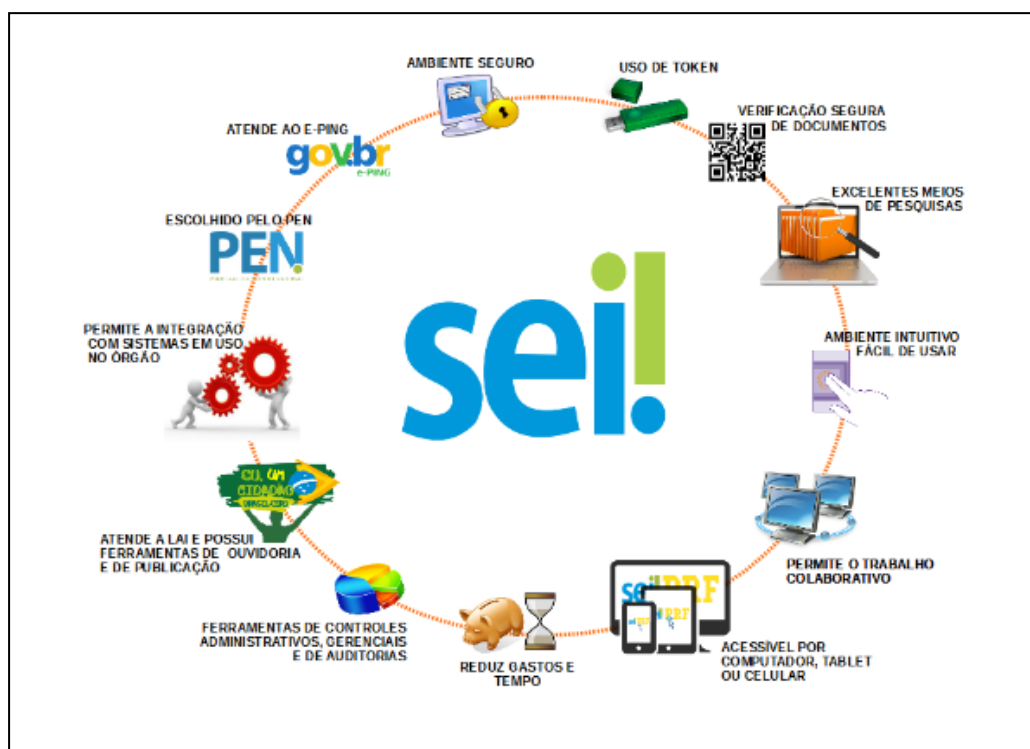 AMBIENTE SEGURO
USO DE TOKEN
VERIFICAÇÃO SEGURA
DE DOCUMENTOS
ATENDE AO E-PING
gov.br
e-PING
EXCELENTES MEIOS
DE PESQUISAS
ESCOLHIDO PELO PEN
PEN
sei!
PERMITE A INTEGRAÇÃO
COM SISTEMAS EM USO
NO ÓRGÃO
AMBIENTE INTUITIVO
FÁCIL DE USAR
ATENDE A LAI E POSSUI
FERRAMENTAS DE OUVIDORIA
E DE PUBLICAÇÃO
PERMITE O TRABALHO
COLABORATIVO
sei! PRF
FERRAMENTAS DE CONTROLES
ADMINISTRATIVOS, GERENCIAIS
E DE AUDITORIAS
REDUZ GASTOS E
TEMPO
ACESSÍVEL POR
COMPUTADOR, TABLET
OU CELULAR